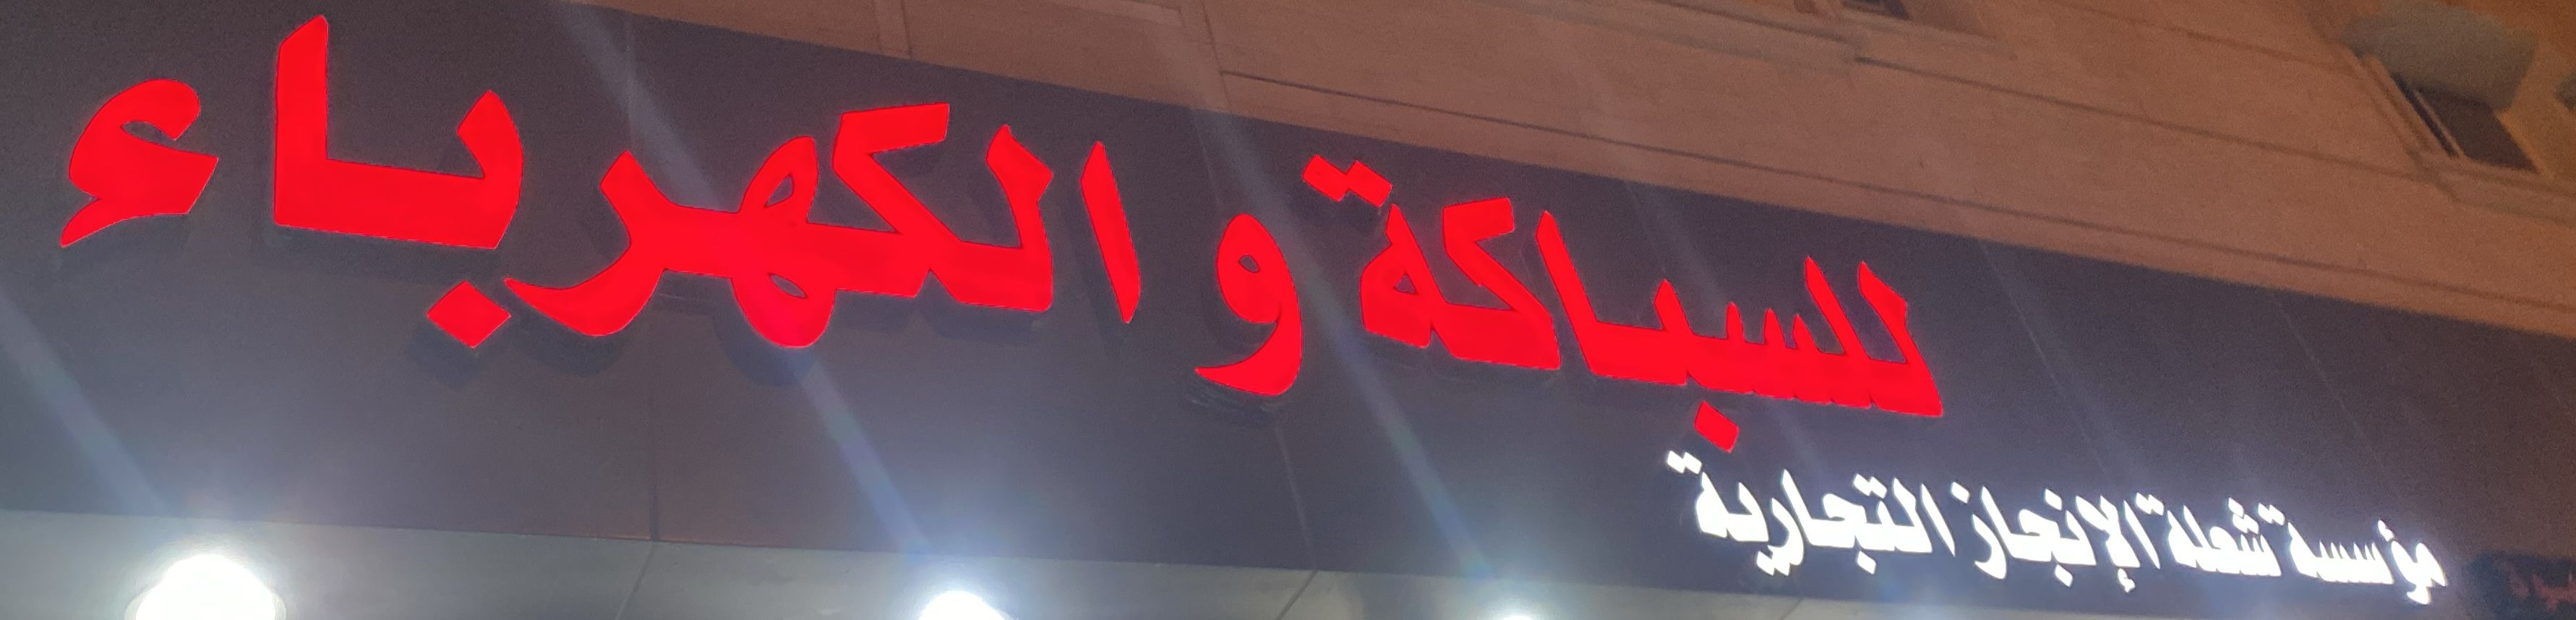 للسباكة و الكهرباء
مؤسسة شعلة الإنجاز التجارية